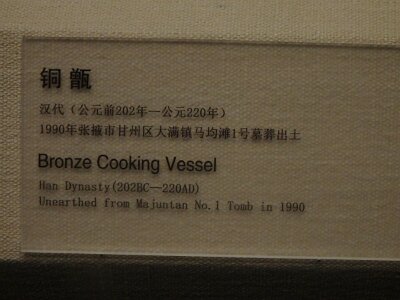 铜 甑
汉代（公元前202年—公元220年）
1990年张掖市甘州区大满镇马均滩1号墓葬出土
Bronze Cooking Vessel
Han Dynasty(202BC—220AD)
Unearthed from Majuntan No.1 Tomb in 1990